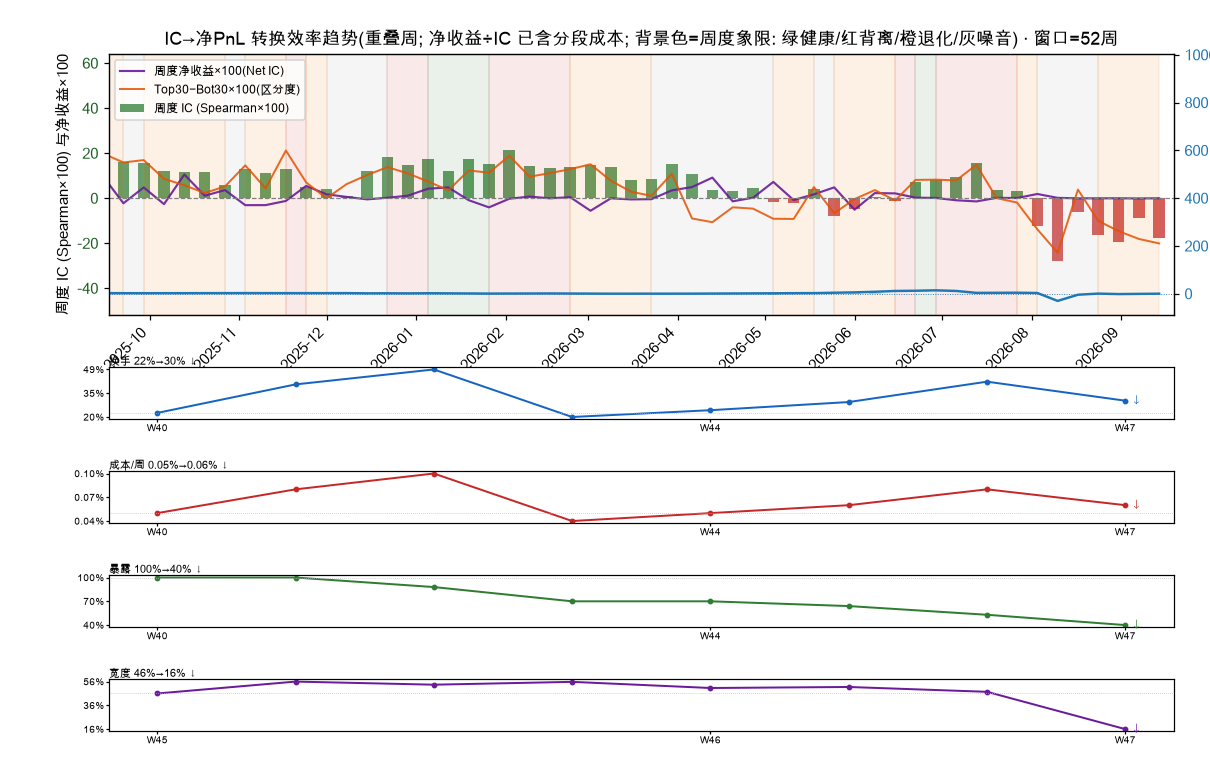 IC→净PnL 转换效率趋势(重叠周; 净收益÷IC 已含分段成本; 背景色=周度象限: 绿健康/红背离/橙退化/灰噪音) · 窗口=52周
周度 IC (Spearman×100) 与净收益×100
60
40
20
0
-20
-40
周度净收益×100(Net IC)
Top30−Bot30×100(区分度)
周度 IC (Spearman×100)
800
600
400
200
0
2025-11
2025-12
2026-01
2026-02
2026-03
2026-04
2026-05
2026-06
2026-07
2026-08
2026-09
换手 22%→30% ↓
49%
35%
20%
↓
W40
W44
W47
成本/周 0.05%→0.06% ↓
0.10%
0.07%
0.04%
↓
W40
W44
W47
暴露 100%→40% ↓
100%
70%
40%
↓
W40
W44
W47
宽度 46%→16% ↓
56%
36%
16%
↓
W45
W46
W47